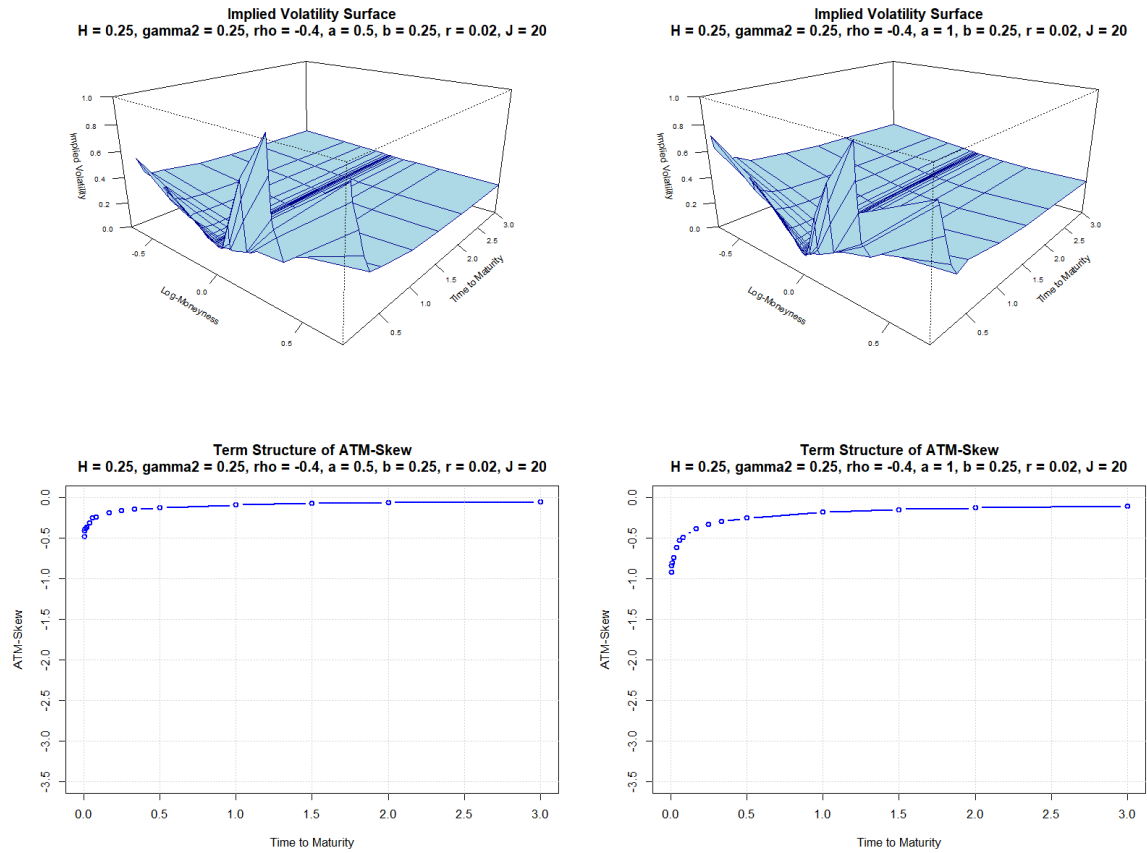 Implied Volatility Surface
H = 0.25, gamma2 = 0.25, rho = -0.4, a = 0.5, b = 0.25, r = 0.02, J = 20
1.0
0.8
0.6
0.4
0.2
0.0
Implied Volatility
-0.5
0.0
0.5
Log-Moneyness
0.5
1.0
1.5
2.0
2.5
3.0
Time to Maturity
Implied Volatility Surface
H = 0.25, gamma2 = 0.25, rho = -0.4, a = 1, b = 0.25, r = 0.02, J = 20
1.0
0.8
0.6
0.4
0.2
0.0
Implied Volatility
-0.5
0.0
0.5
Log-Moneyness
0.5
1.0
1.5
2.0
2.5
3.0
Time to Maturity
Term Structure of ATM-Skew
H = 0.25, gamma2 = 0.25, rho = -0.4, a = 0.5, b = 0.25, r = 0.02, J = 20
ATM-Skew
0.0
-0.5
-1.0
-1.5
-2.0
-2.5
-3.0
-3.5
0.0 0.5 1.0 1.5 2.0 2.5 3.0
Time to Maturity
Term Structure of ATM-Skew
H = 0.25, gamma2 = 0.25, rho = -0.4, a = 1, b = 0.25, r = 0.02, J = 20
ATM-Skew
0.0
-0.5
-1.0
-1.5
-2.0
-2.5
-3.0
-3.5
0.0 0.5 1.0 1.5 2.0 2.5 3.0
Time to Maturity